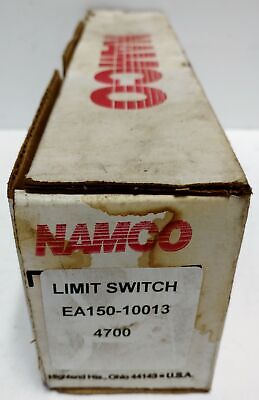 NAMCO
NAMCO
LIMIT SWITCH
EA150-10013
4700
Highland Hts., Ohio 44143 • U.S.A.